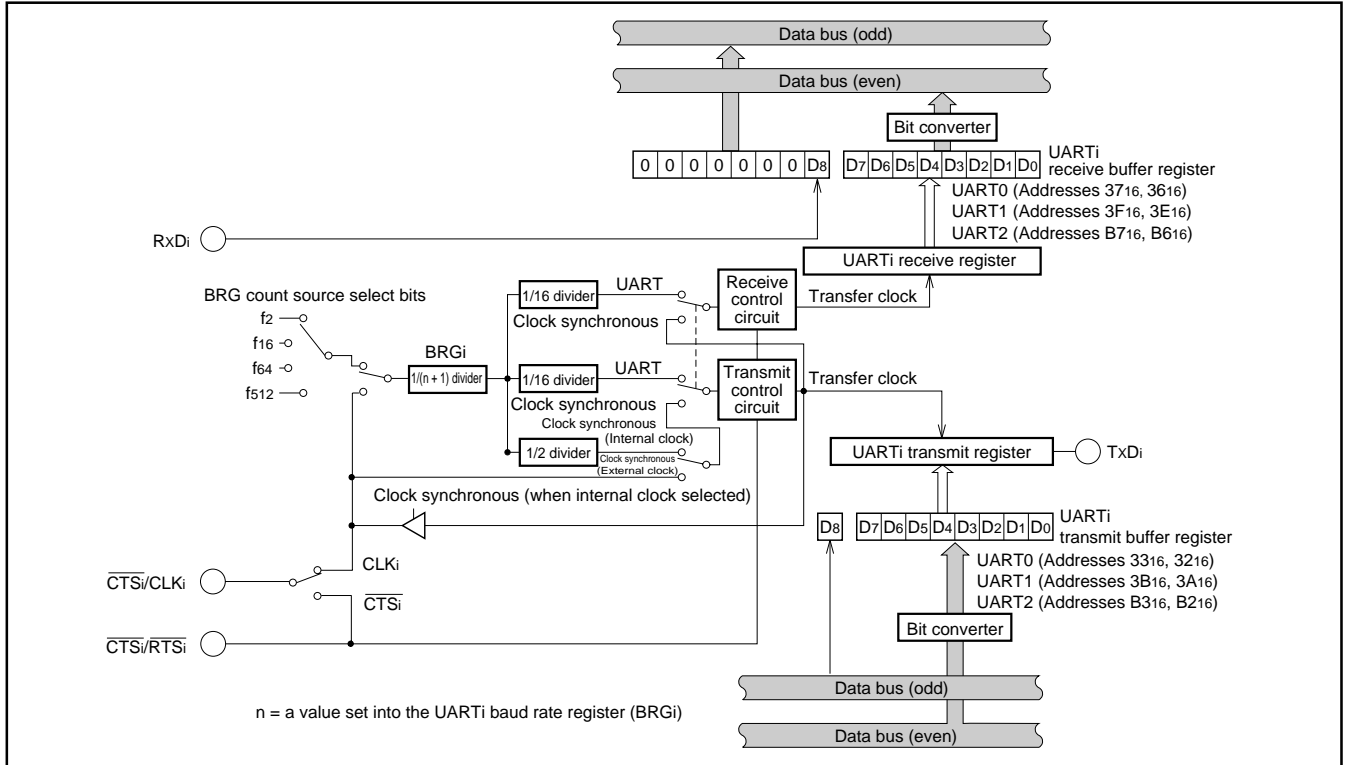 Data bus (odd)
Data bus (even)
Bit converter
0 0 0 0 0 0 0 D8
D7 D6 D5 D4 D3 D2 D1 D0
UARTi
receive buffer register
UART0 (Addresses 3716, 3616)
UART1 (Addresses 3F16, 3E16)
UART2 (Addresses B716, B616)
RxDi
UARTi receive register
BRG count source select bits
f2
f16
f64
f512
BRGi
1/(n + 1) divider
1/16 divider
UART
Clock synchronous
Receive
control
circuit
Transfer clock
1/16 divider
UART
Clock synchronous
Transmit
control
circuit
Transfer clock
Clock synchronous
(Internal clock)
1/2 divider
Clock synchronous
(External clock)
UARTi transmit register
TxDi
Clock synchronous (when internal clock selected)
D8
D7 D6 D5 D4 D3 D2 D1 D0
UARTi
transmit buffer register
UART0 (Addresses 3316, 3216)
UART1 (Addresses 3B16, 3A16)
UART2 (Addresses B316, B216)
CTSi/CLKi
CLKi
CTSi
CTSi/RTSi
Bit converter
Data bus (odd)
Data bus (even)
n = a value set into the UARTi baud rate register (BRGi)